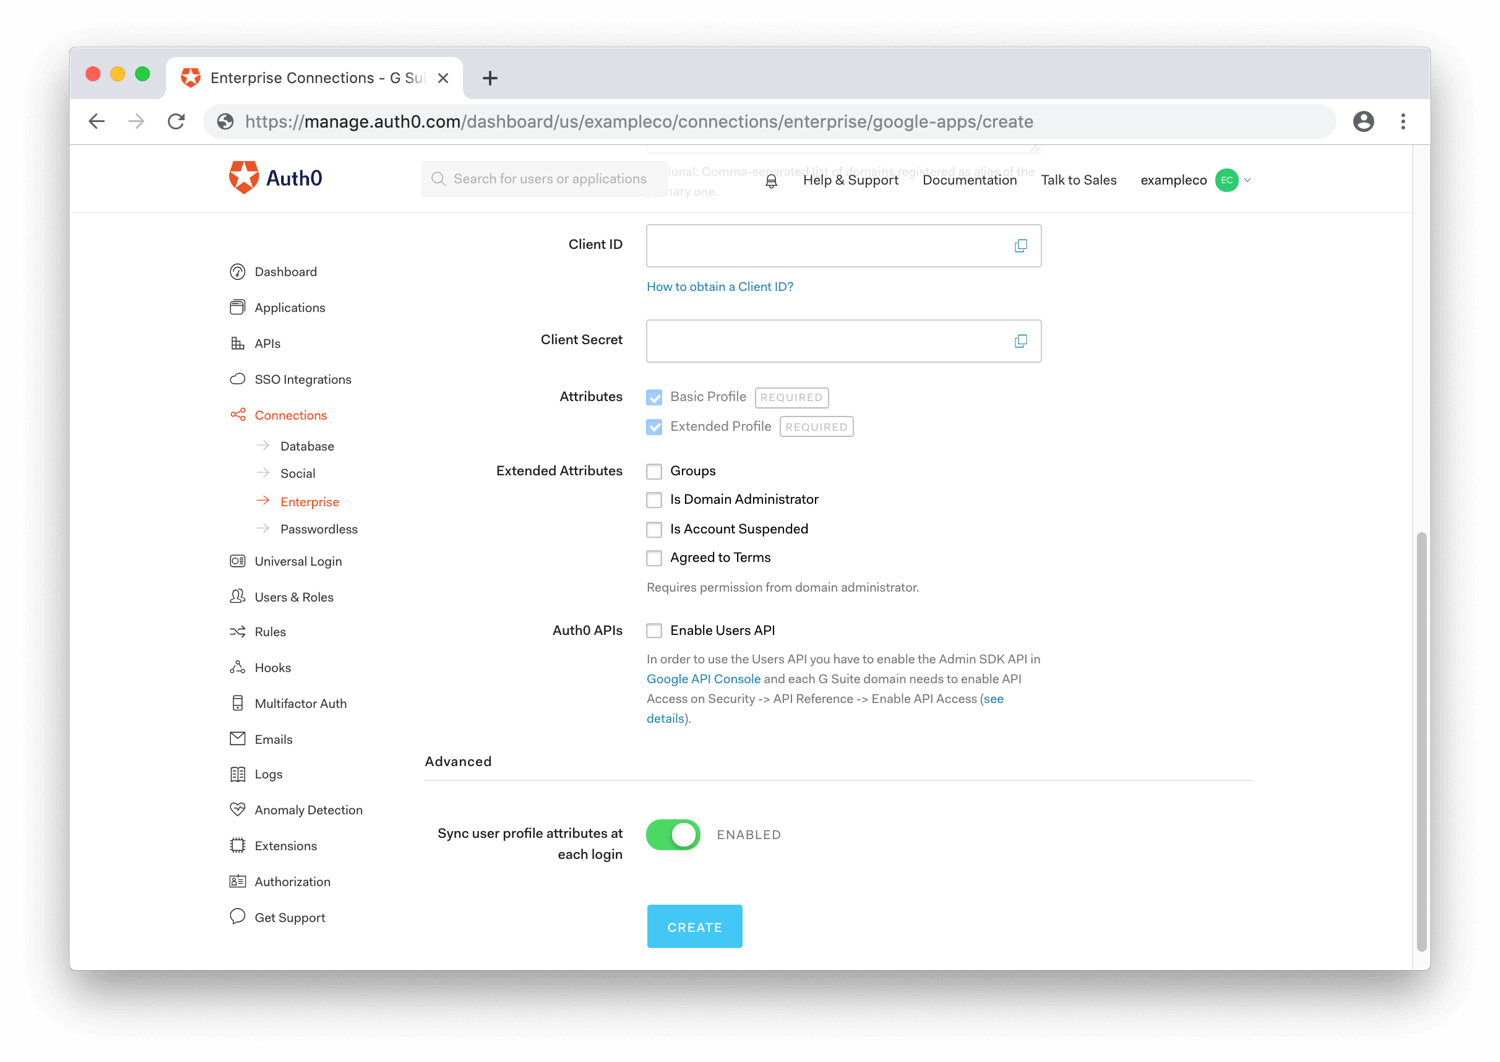 Enterprise Connections - G Sui
https://manage.auth0.com/dashboard/us/exampleco/connections/enterprise/google-apps/create
Auth0
Search for users or applications
ional: Comma-separated list of domains registered as alias of the
ary one.
Help & Support
Documentation
Talk to Sales
exampleco
EC
Dashboard
Applications
APIs
SSO Integrations
Connections
Database
Social
Enterprise
Passwordless
Universal Login
Users & Roles
Rules
Hooks
Multifactor Auth
Emails
Logs
Anomaly Detection
Extensions
Authorization
Get Support
Client ID
How to obtain a Client ID?
Client Secret
Attributes
Basic Profile REQUIRED
Extended Profile REQUIRED
Extended Attributes
Groups
Is Domain Administrator
Is Account Suspended
Agreed to Terms
Requires permission from domain administrator.
Auth0 APIs
Enable Users API
In order to use the Users API you have to enable the Admin SDK API in
Google API Console and each G Suite domain needs to enable API
Access on Security -> API Reference -> Enable API Access (see
details).
Advanced
Sync user profile attributes at
each login
ENABLED
CREATE